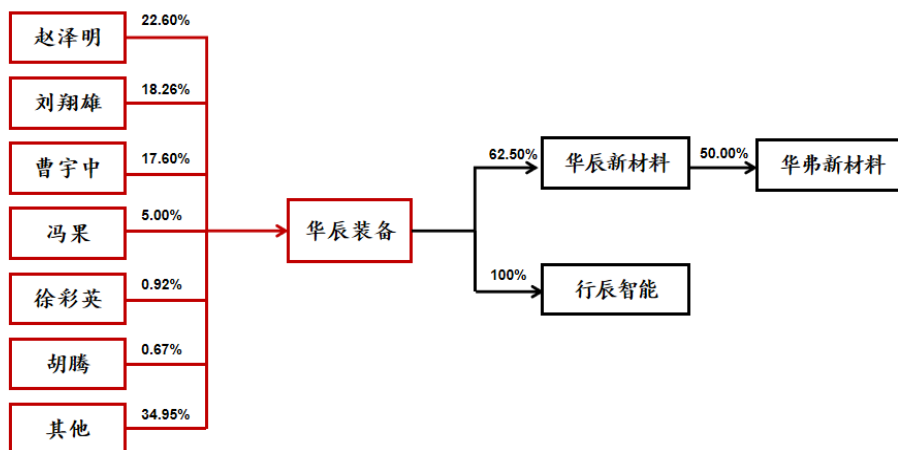 赵泽明
22.60%
刘翔雄
18.26%
曹宇中
17.60%
冯果
5.00%
徐彩英
0.92%
胡腾
0.67%
其他
34.95%
华辰装备
62.50%
华辰新材料
50.00%
华弗新材料
100%
行辰智能